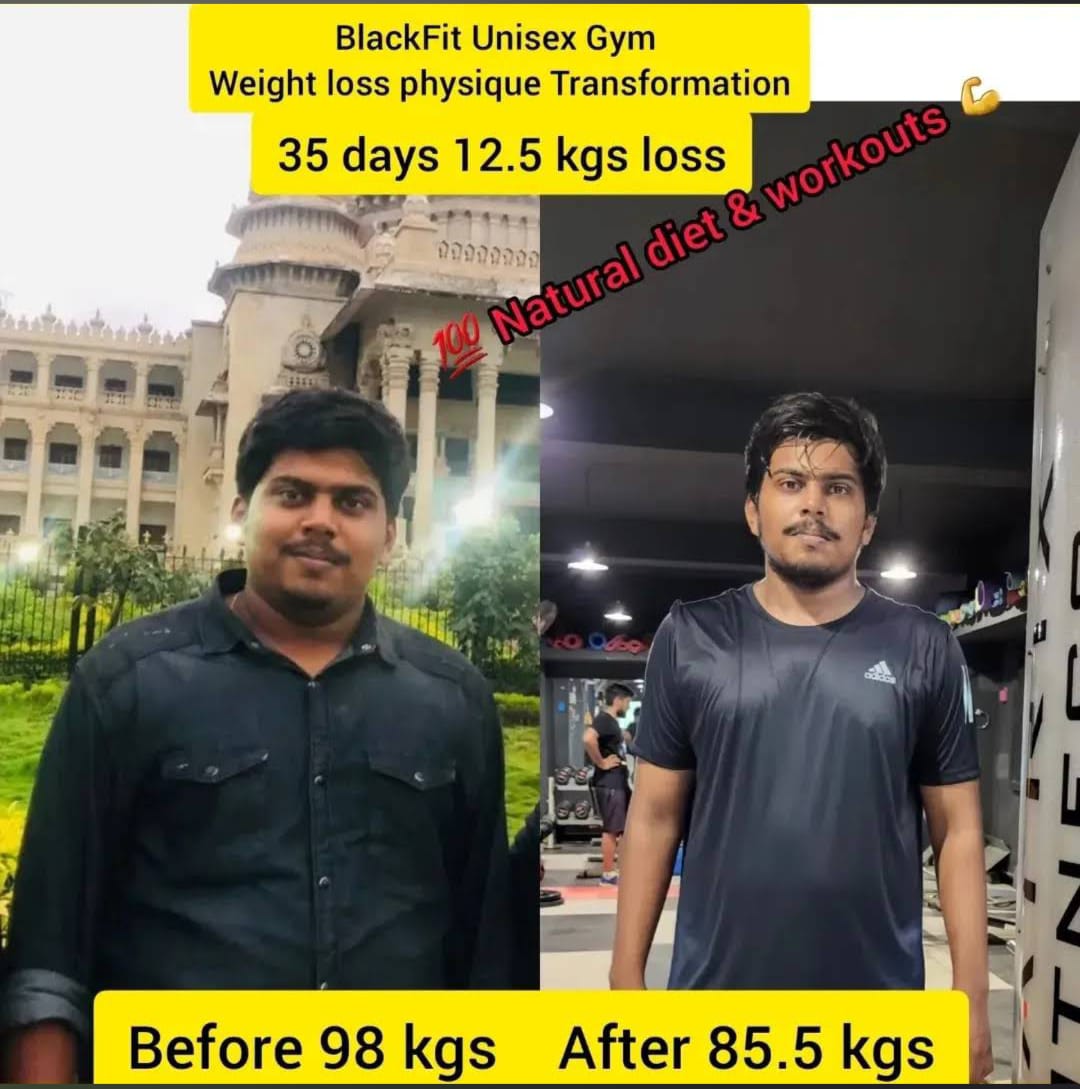 BlackFit Unisex Gym
Weight loss physique Transformation
35 days 12.5 kgs loss
💯 Natural diet & workouts 💪
adidas
Before 98 kgs
After 85.5 kgs